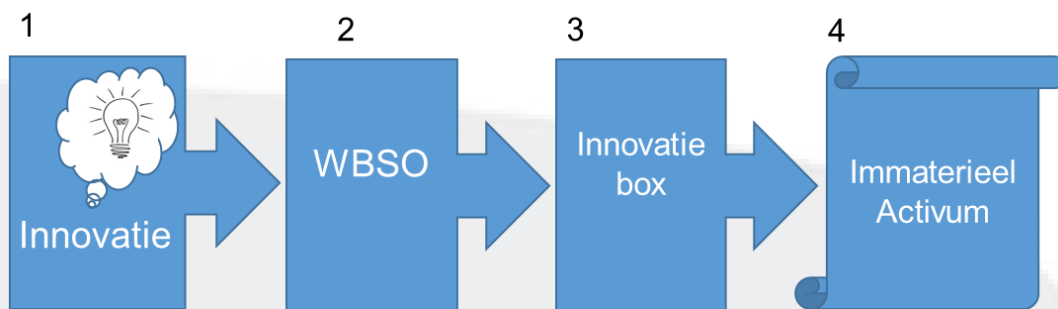 1
2
3
4
Innovatie
WBSO
Innovatie
box
Immaterieel
Activum